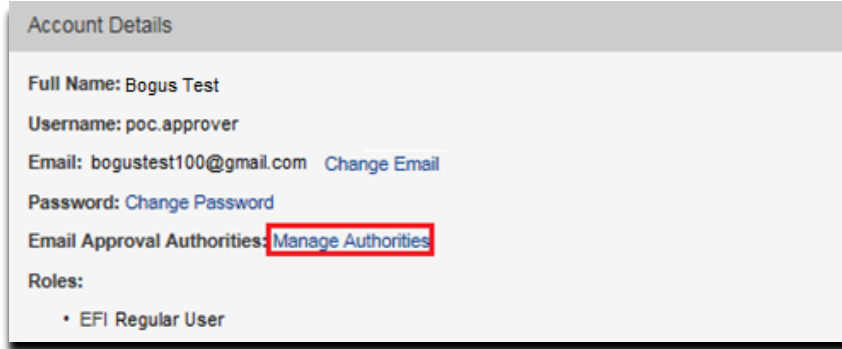 Account Details
Full Name: Bogus Test
Username: poc.approver
Email: bogustest100@gmail.com Change Email
Password: Change Password
Email Approval Authorities: Manage Authorities
Roles:
• EFI Regular User